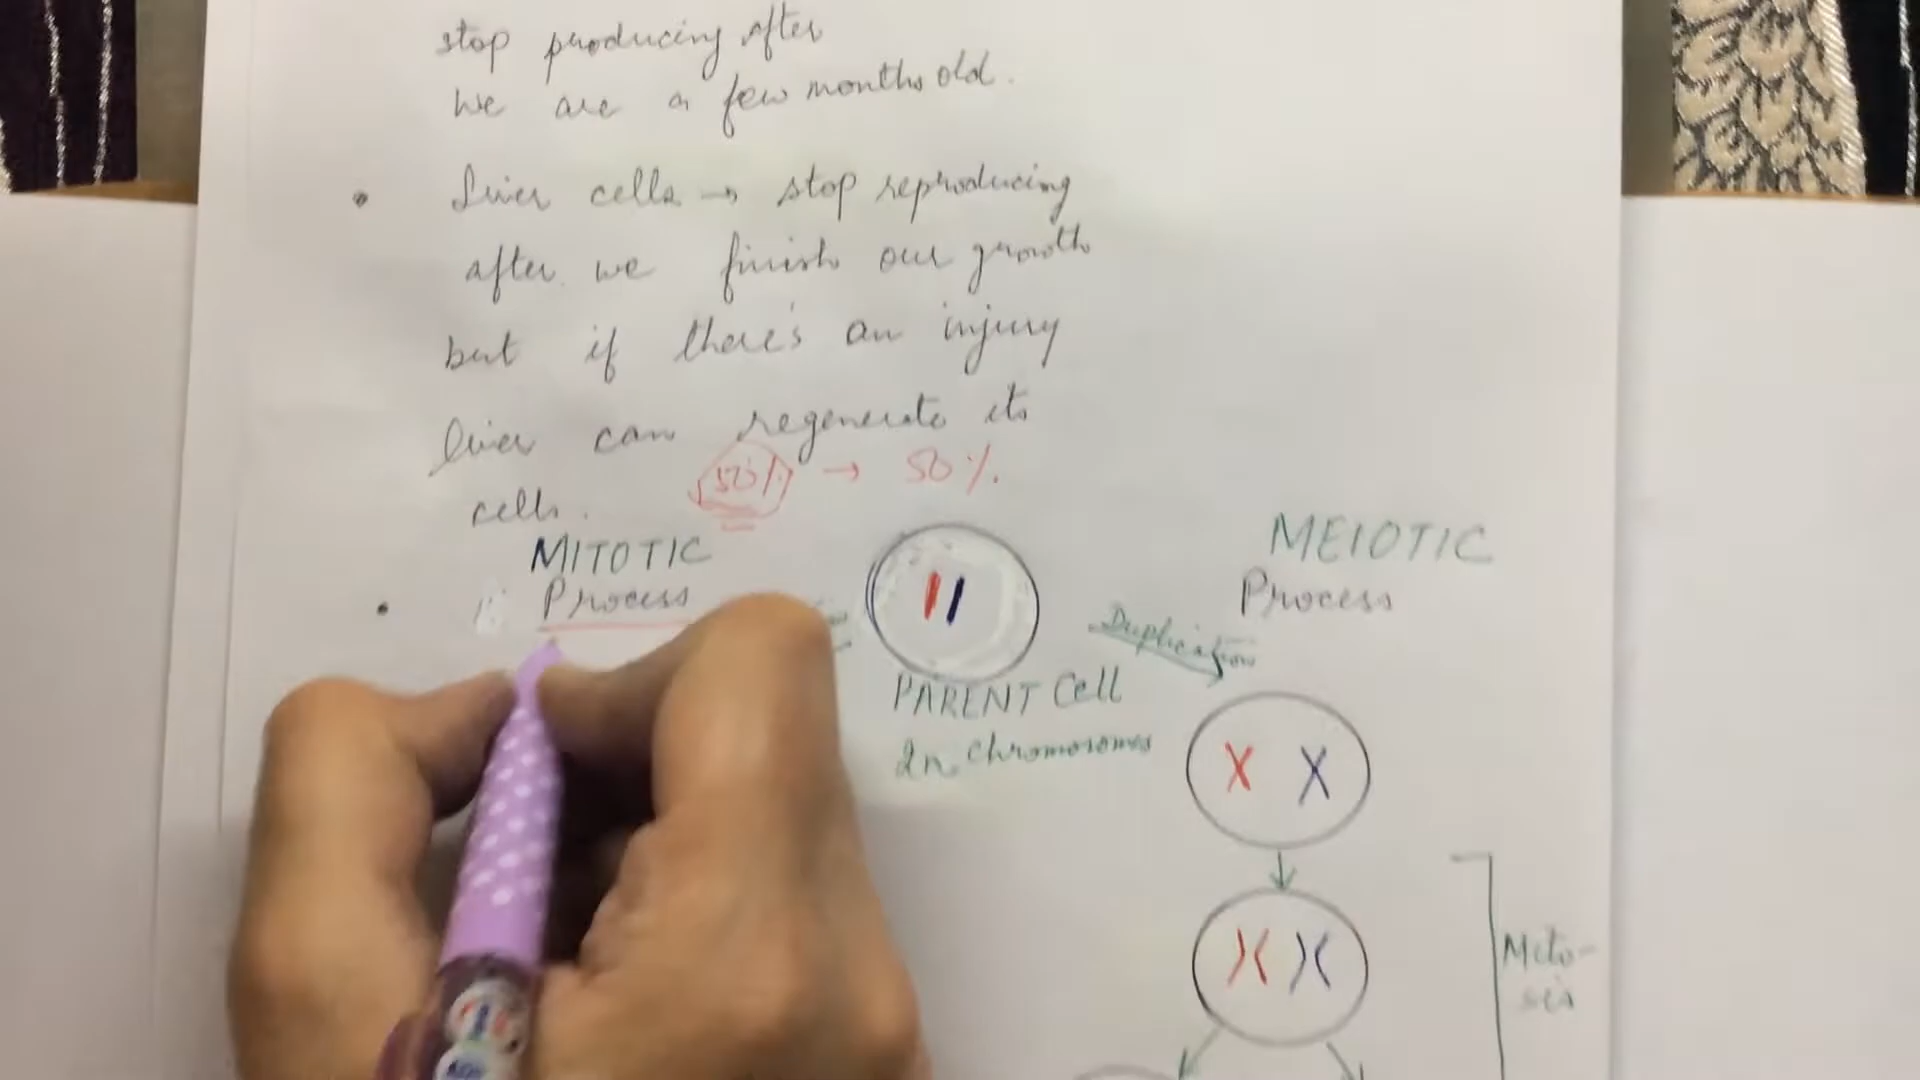 stop producing after
We are a few months old.
• Liver cells → stop reproducing
after we finish our growth
but if there's an injury
liver can regenerate its
50% → 50%
cells.
MITOTIC
• Process
MEIOTIC
Process
Duplication
PARENT Cell
2n chromosomes